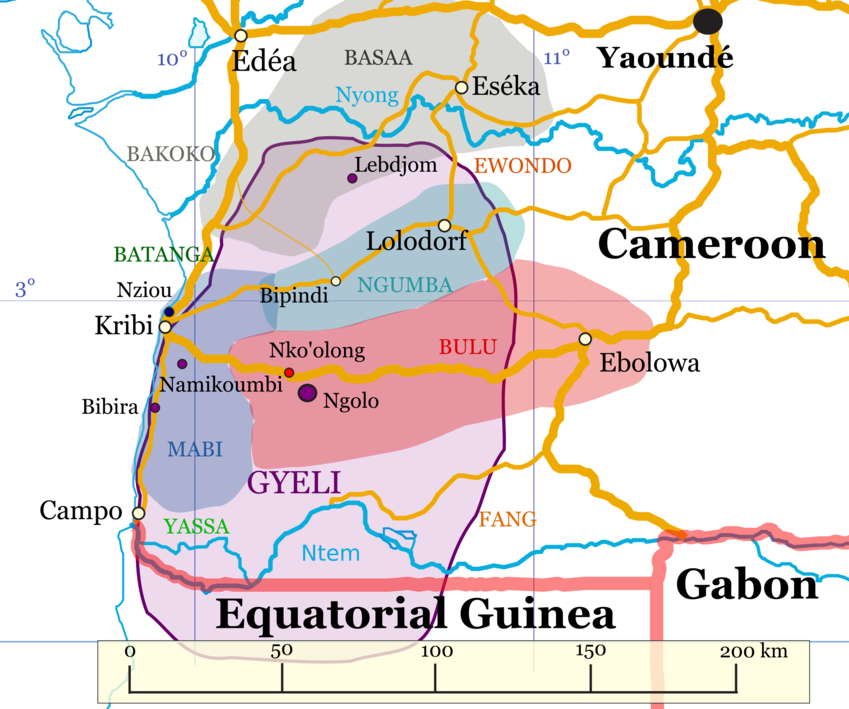 Edéa
10°
BASAA
11°
Yaoundé
Nyong
Eséka
BAKOKO
Lebdjom
EWONDO
Lolodorf
Cameroon
BATANGA
3°
Nziou
Bipindi
NGUMBA
Kribi
Nko'olong
BULU
Ebolowa
Namikoumbi
Bibira
Ngolo
MABI
GYELI
Campo
YASSA
FANG
Ntem
Gabon
Equatorial Guinea
0 50 100 150 200 km